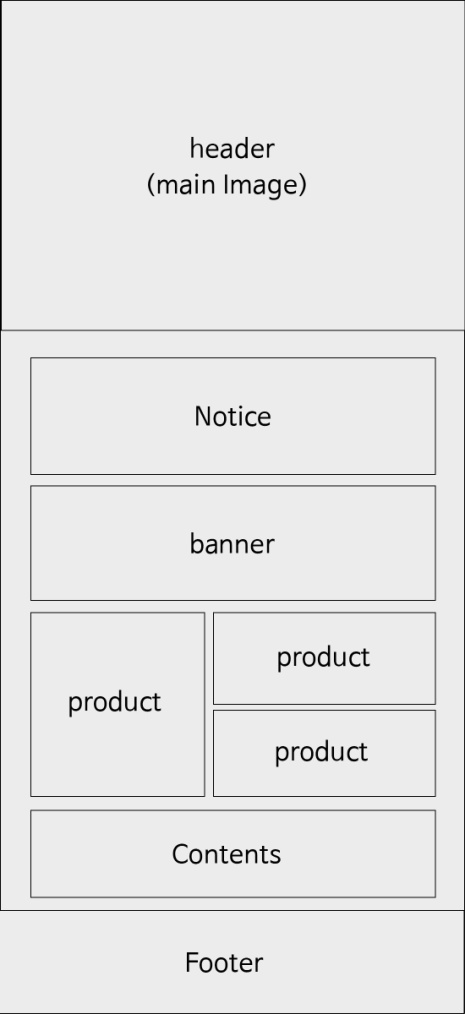 header
(main Image)
Notice
banner
product
product
product
Contents
Footer